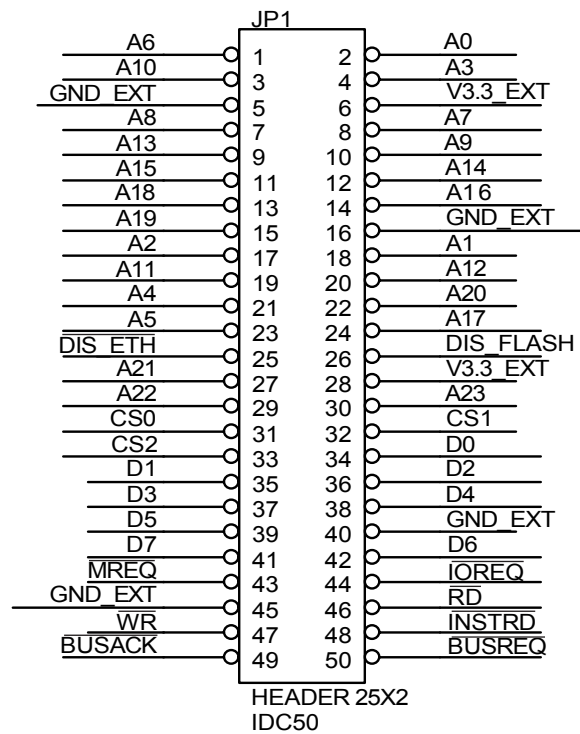 JP1
A6 1 2 A0
A10 3 4 A3
GND_EXT 5 6 V3.3_EXT
A8 7 8 A7
A13 9 10 A9
A15 11 12 A14
A18 13 14 A16
A19 15 16 GND_EXT
A2 17 18 A1
A11 19 20 A12
A4 21 22 A20
A5 23 24 A17
DIS_ETH 25 26 DIS_FLASH
A21 27 28 V3.3_EXT
A22 29 30 A23
CS0 31 32 CS1
CS2 33 34 D0
D1 35 36 D2
D3 37 38 D4
D5 39 40 GND_EXT
D7 41 42 D6
MREQ 43 44 IOREQ
GND_EXT 45 46 RD
WR 47 48 INSTRD
BUSACK 49 50 BUSREQ
HEADER 25X2
IDC50